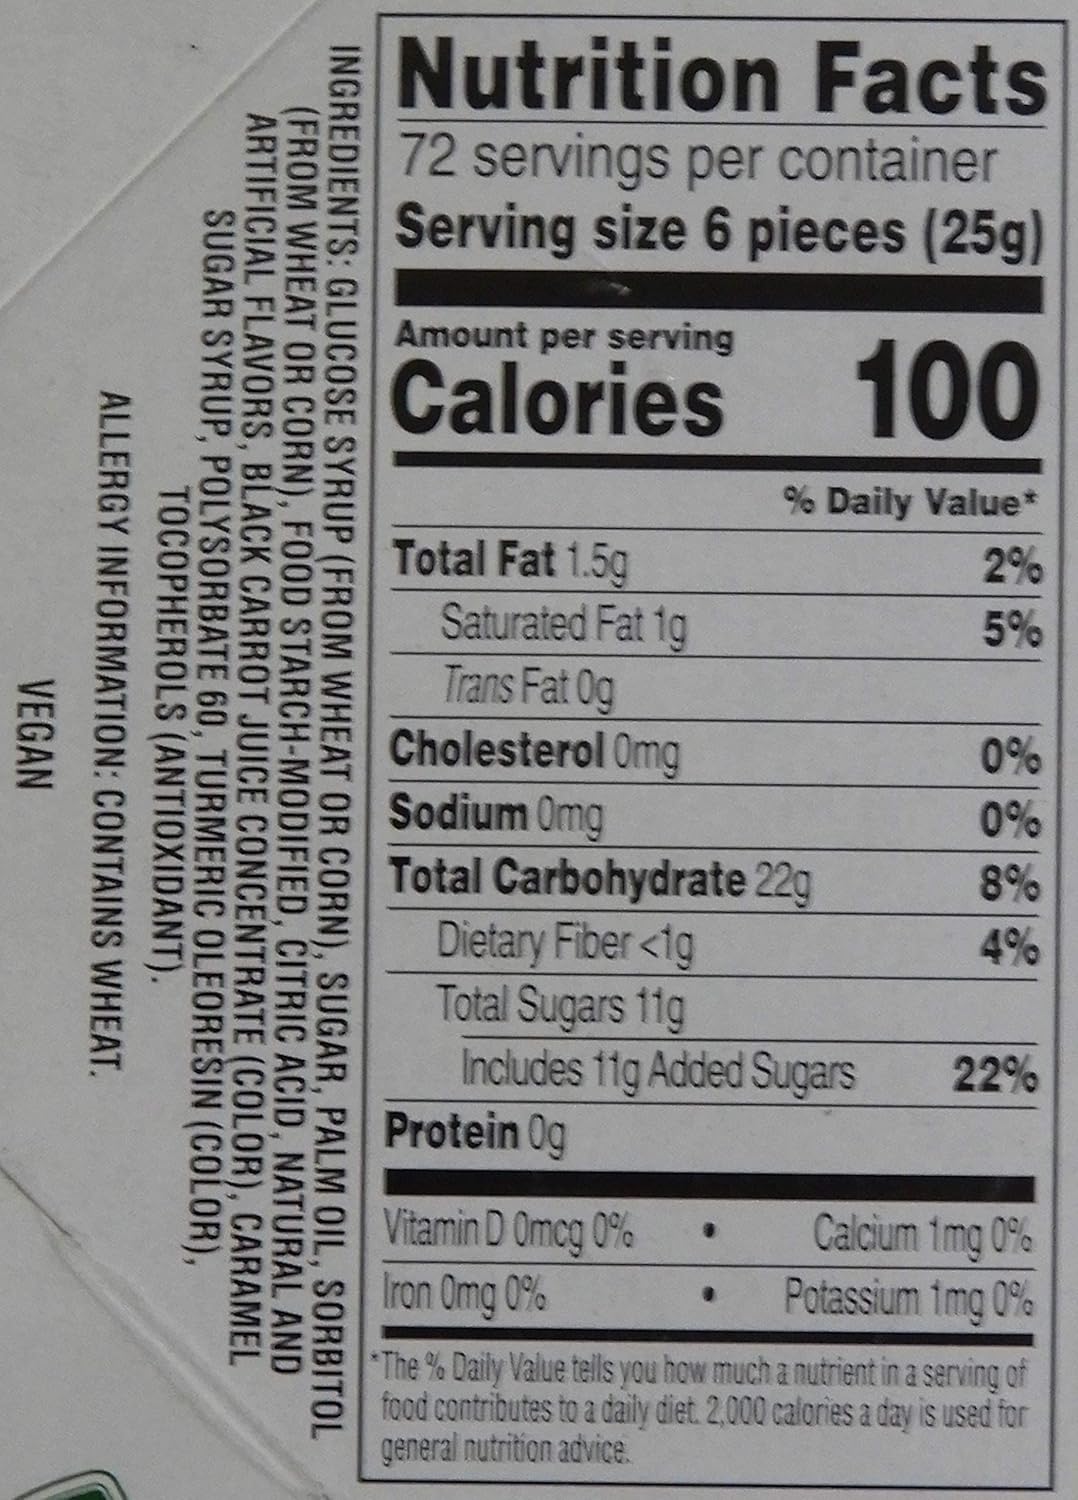 Nutrition Facts
72 servings per container
Serving size 6 pieces (25g)
Amount per serving
Calories 100
% Daily Value*
Total Fat 1.5g 2%
Saturated Fat 1g 5%
Trans Fat 0g
Cholesterol 0mg 0%
Sodium 0mg 0%
Total Carbohydrate 22g 8%
Dietary Fiber <1g 4%
Total Sugars 11g
Includes 11g Added Sugars 22%
Protein 0g
Vitamin D 0mcg 0% • Calcium 1mg 0%
Iron 0mg 0% • Potassium 1mg 0%
*The % Daily Value tells you how much a nutrient in a serving of
food contributes to a daily diet. 2,000 calories a day is used for
general nutrition advice.
INGREDIENTS: GLUCOSE SYRUP (FROM WHEAT OR CORN), SUGAR, PALM OIL, SORBITOL
(FROM WHEAT OR CORN), FOOD STARCH-MODIFIED, CITRIC ACID, NATURAL AND
ARTIFICIAL FLAVORS, BLACK CARROT JUICE CONCENTRATE (COLOR), CARAMEL
SUGAR SYRUP, POLYSORBATE 60, TURMERIC OLEORESIN (COLOR),
TOCOPHEROLS (ANTIOXIDANT).
ALLERGY INFORMATION: CONTAINS WHEAT.
VEGAN